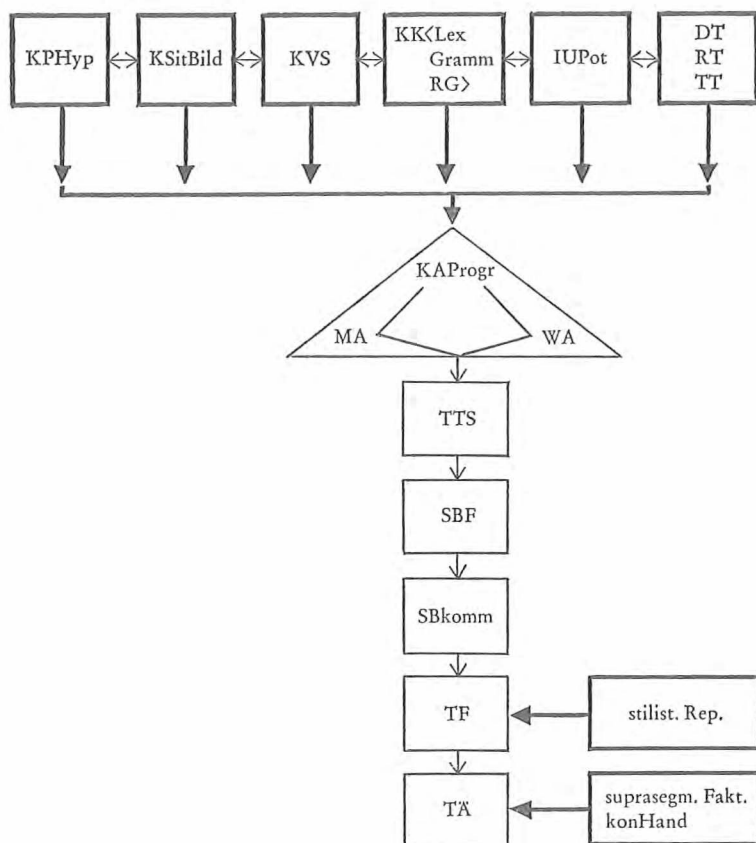 KPHyp
KSitBild
KVS
KK<Lex
Gramm
RG>
IUPot
DT
RT
TT
KAProgr
MA
WA
TTS
SBF
SBkomm
TF
stilist. Rep.
TÄ
suprasegm. Fakt.
konHand